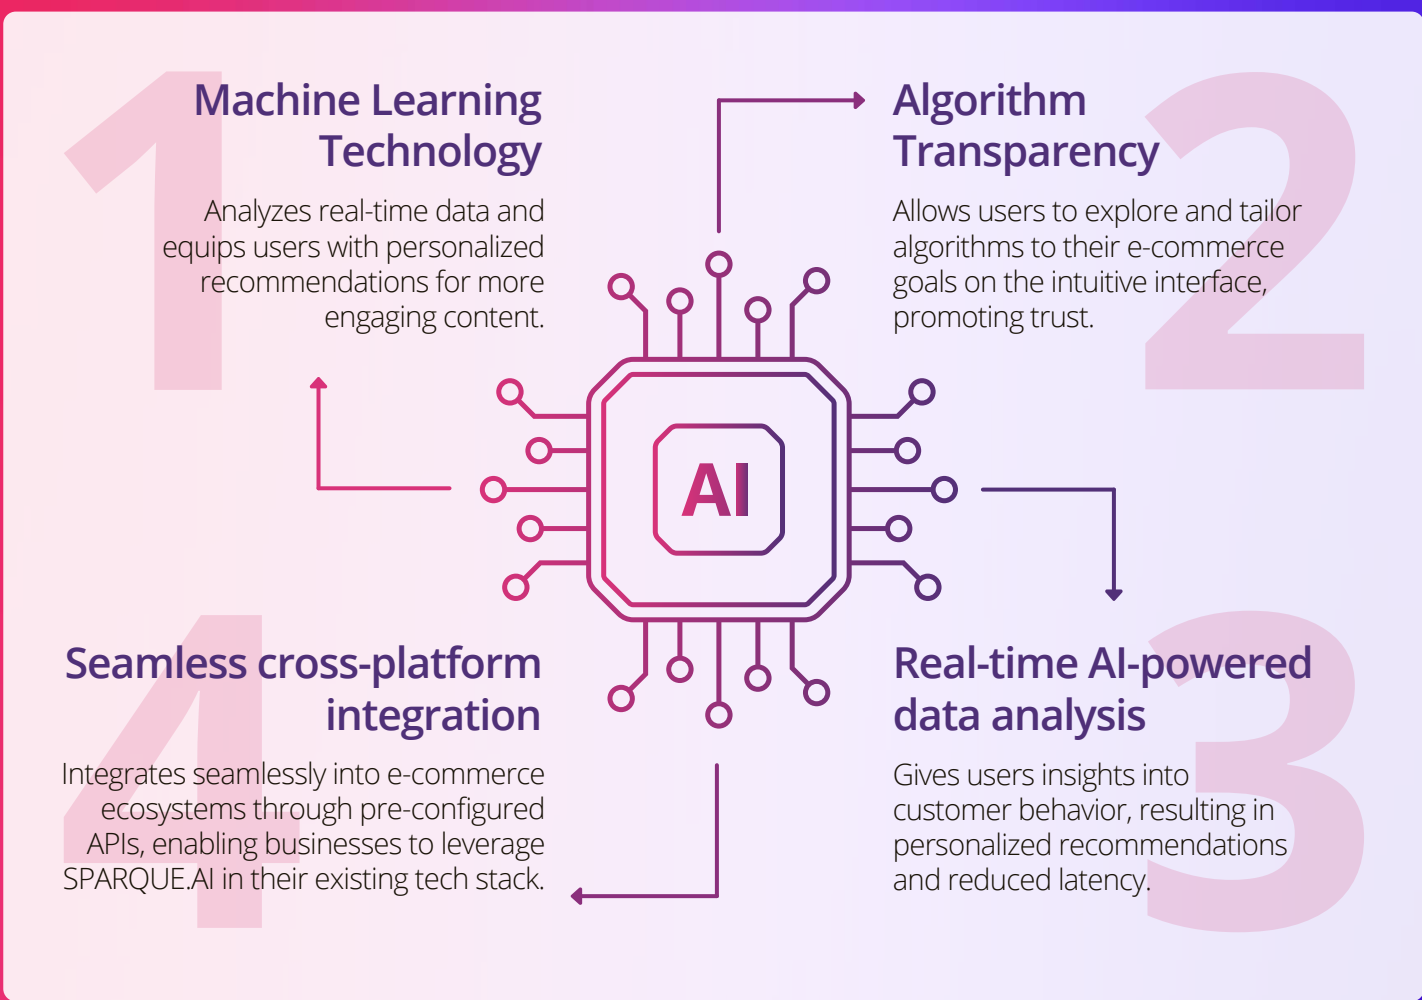 1
Machine Learning
Technology
Analyzes real-time data and
equips users with personalized
recommendations for more
engaging content.
2
Algorithm
Transparency
Allows users to explore and tailor
algorithms to their e-commerce
goals on the intuitive interface,
promoting trust.
AI
3
Real-time AI-powered
data analysis
Gives users insights into
customer behavior, resulting in
personalized recommendations
and reduced latency.
4
Seamless cross-platform
integration
Integrates seamlessly into e-commerce
ecosystems through pre-configured
APIs, enabling businesses to leverage
SPARQUE.AI in their existing tech stack.